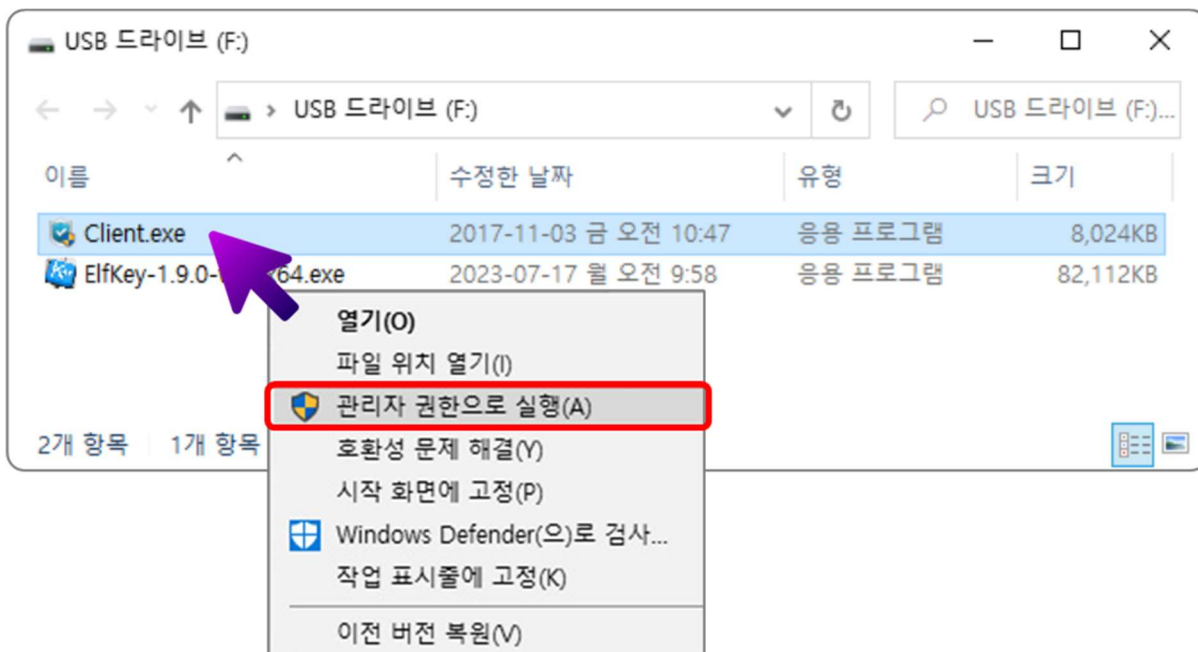 USB 드라이브 (F:)
USB 드라이브 (F:)
USB 드라이브 (F:)...
이름 수정한 날짜 유형 크기
Client.exe 2017-11-03 금 오전 10:47 응용 프로그램 8,024KB
ElfKey-1.9.0- 64.exe 2023-07-17 월 오전 9:58 응용 프로그램 82,112KB
열기(O)
파일 위치 열기(I)
관리자 권한으로 실행(A)
2개 항목 1개 항목
호환성 문제 해결(Y)
시작 화면에 고정(P)
Windows Defender(으)로 검사...
작업 표시줄에 고정(K)
이전 버전 복원(V)